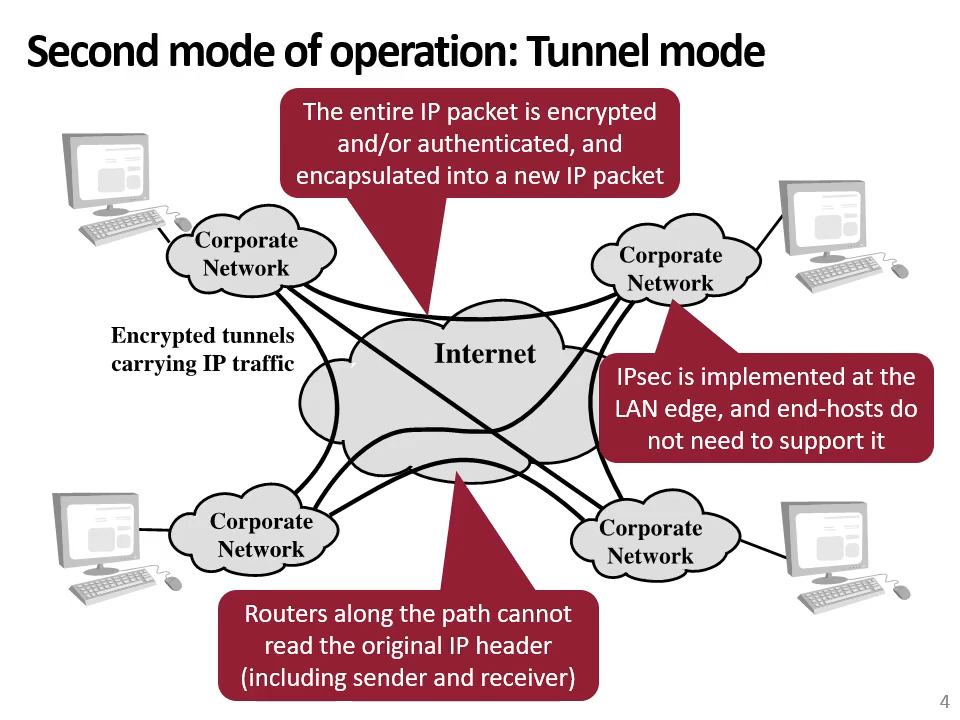 Second mode of operation: Tunnel mode
The entire IP packet is encrypted
and/or authenticated, and
encapsulated into a new IP packet
Corporate
Network
Corporate
Network
Encrypted tunnels
carrying IP traffic
Internet
IPsec is implemented at the
LAN edge, and end-hosts do
not need to support it
Corporate
Network
Corporate
Network
Routers along the path cannot
read the original IP header
(including sender and receiver)
4